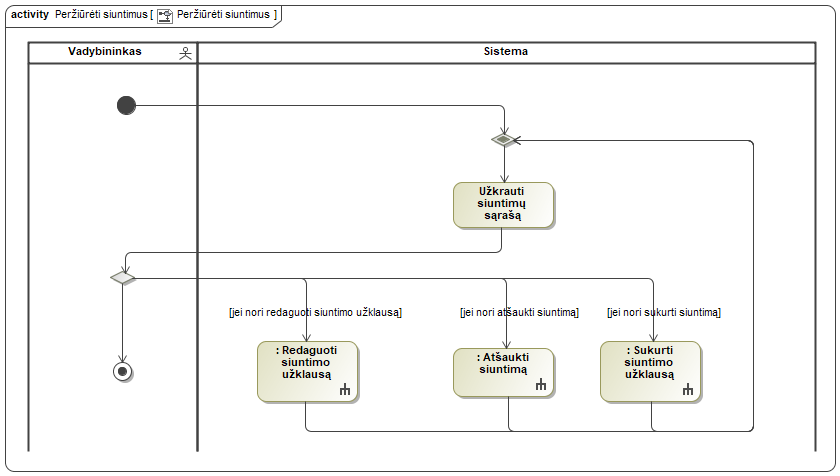 activity Peržiūrėti siuntimus [ Peržiūrėti siuntimus ]
Vadybininkas
Sistema
Užkrauti
siuntimų
sąrašą
[jei nori redaguoti siuntimo užklausą]
[jei nori atšaukti siuntimą]
[jei nori sukurti siuntimą]
: Redaguoti
siuntimo
užklausą
: Atšaukti
siuntimą
: Sukurti
siuntimo
užklausą